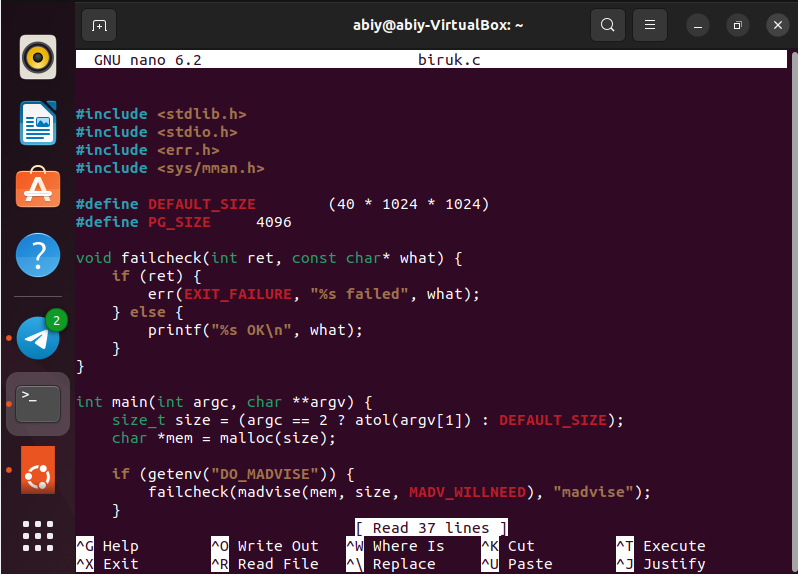 abiy@abiy-VirtualBox: ~
GNU nano 6.2 biruk.c
#include <stdlib.h>
#include <stdio.h>
#include <err.h>
#include <sys/mman.h>
#define DEFAULT_SIZE (40 * 1024 * 1024)
#define PG_SIZE 4096
void failcheck(int ret, const char* what) {
if (ret) {
err(EXIT_FAILURE, "%s failed", what);
} else {
printf("%s OK\n", what);
}
}
int main(int argc, char **argv) {
size_t size = (argc == 2 ? atol(argv[1]) : DEFAULT_SIZE);
char *mem = malloc(size);
if (getenv("DO_MADVISE")) {
failcheck(madvise(mem, size, MADV_WILLNEED), "madvise");
}
[ Read 37 lines ]
^G Help ^O Write Out ^W Where Is ^K Cut ^T Execute
^X Exit ^R Read File ^\ Replace ^U Paste ^J Justify
?
2
>_